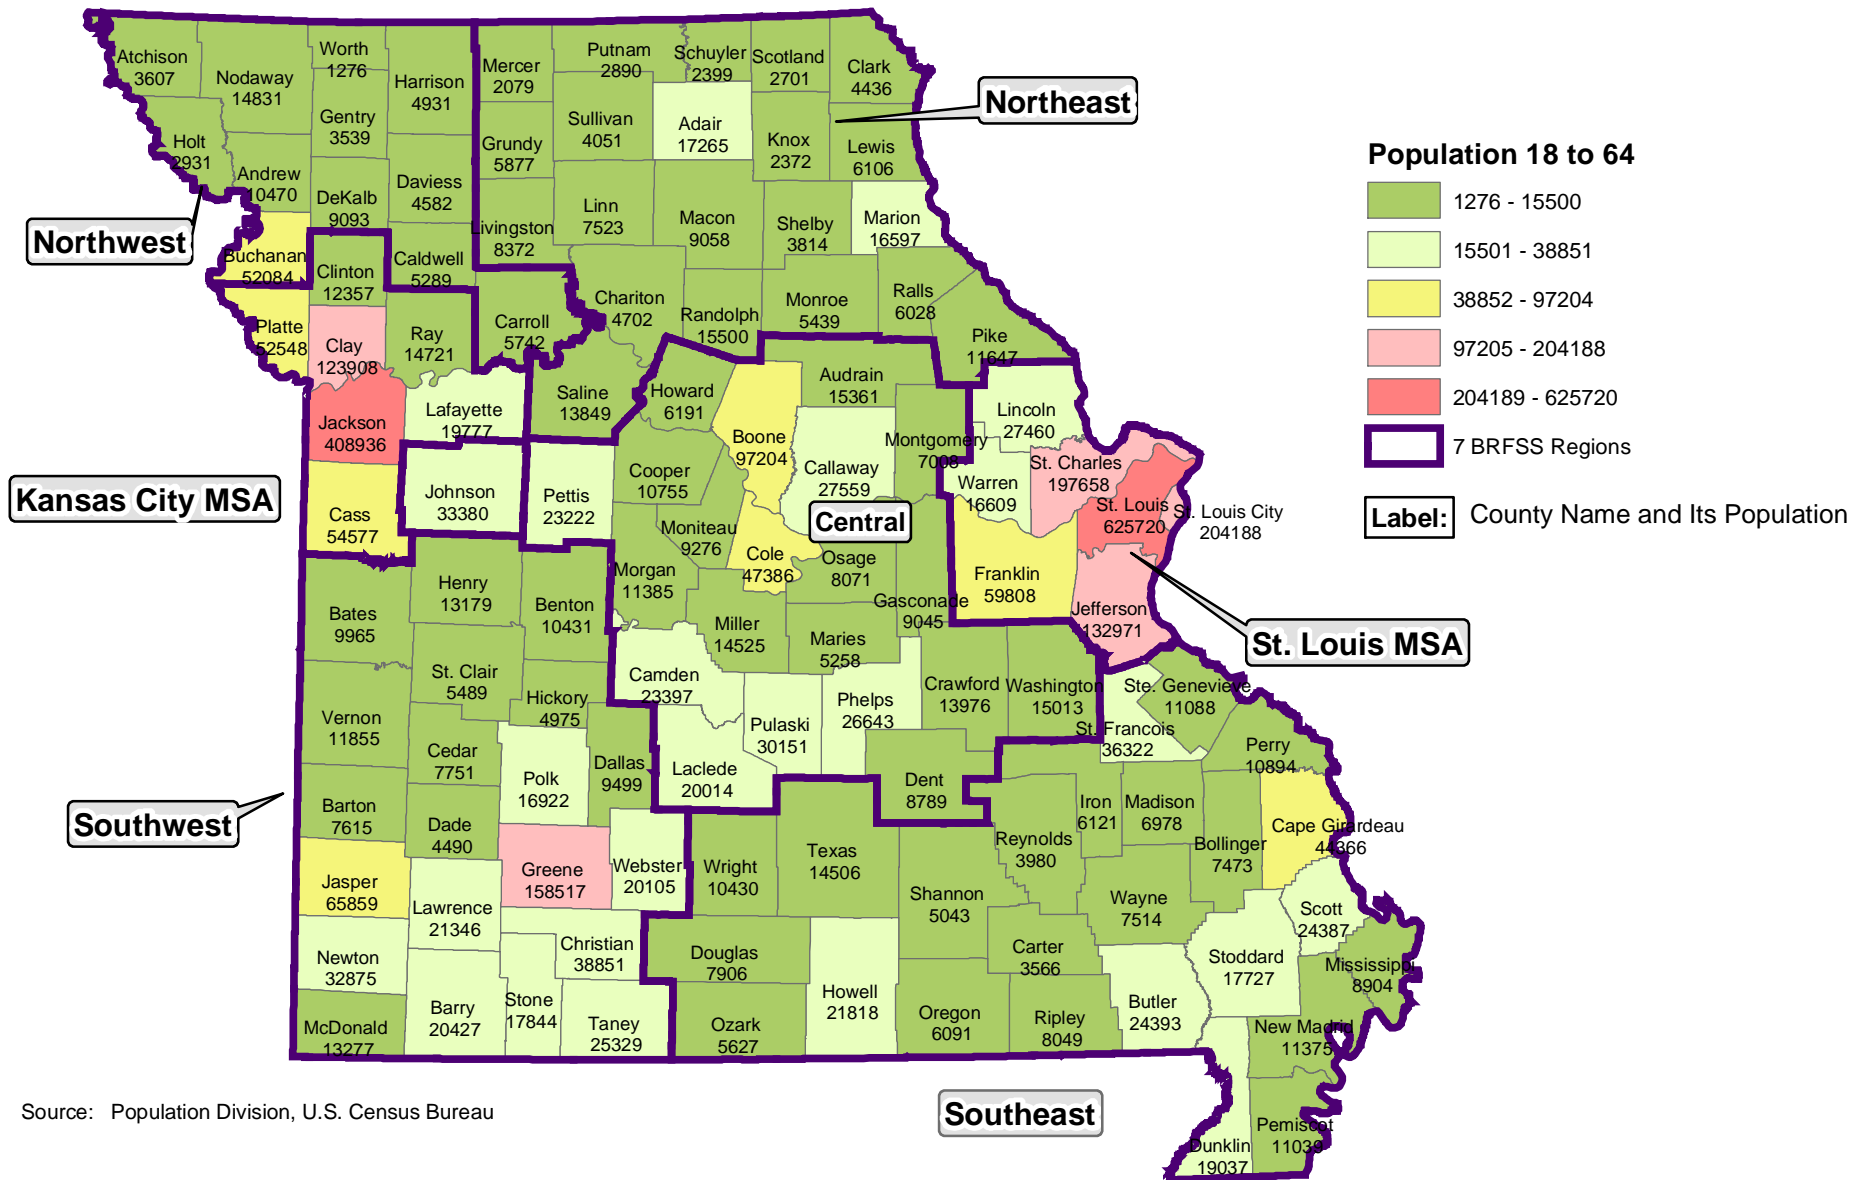 Atchison
3607
Nodaway
14831
Worth
1276
Harrison
4931
Mercer
2079
Putnam
2890
Schuyler
2399
Scotland
2701
Clark
4436
Northeast
Holt
2931
Gentry
3539
Grundy
5877
Sullivan
4051
Adair
17265
Knox
2372
Lewis
6106
Andrew
10470
DeKalb
9093
Daviess
4582
Livingston
8372
Linn
7523
Macon
9058
Shelby
3814
Marion
16597
Northwest
Buchanan
52084
Clinton
12357
Caldwell
5289
Platte
52548
Clay
123908
Ray
14721
Carroll
5742
Chariton
4702
Randolph
15500
Monroe
5439
Ralls
6028
Pike
11647
Jackson
408936
Lafayette
19777
Saline
13849
Howard
6191
Boone
97204
Audrain
15361
Callaway
27559
Montgomery
7008
Lincoln
27460
Warren
16609
St. Charles
197658
St. Louis
625720
St. Louis City
204188
Kansas City MSA
Cass
54577
Johnson
33380
Pettis
23222
Cooper
10755
Moniteau
9276
Central
Cole
47386
Osage
8071
Gasconade
9045
Franklin
59808
Jefferson
132971
St. Louis MSA
Bates
9965
Henry
13179
Benton
10431
Morgan
11385
Miller
14525
Maries
5258
St. Clair
5489
Hickory
4975
Camden
23397
Pulaski
30151
Phelps
26643
Crawford
13976
Washington
15013
Ste. Genevieve
11088
St. Francois
36322
Perry
10894
Vernon
11855
Cedar
7751
Polk
16922
Dallas
9499
Laclede
20014
Dent
8789
Southwest
Barton
7615
Dade
4490
Greene
158517
Webster
20105
Wright
10430
Texas
14506
Shannon
5043
Reynolds
3980
Iron
6121
Madison
6978
Bollinger
7473
Cape Girardeau
44366
Jasper
65859
Lawrence
21346
Christian
38851
Douglas
7906
Howell
21818
Carter
3566
Wayne
7514
Stoddard
17727
Scott
24387
Mississippi
8904
Newton
32875
Barry
20427
Stone
17844
Taney
25329
McDonald
13277
Ozark
5627
Oregon
6091
Ripley
8049
Butler
24393
New Madrid
11375
Pemiscot
11039
Dunklin
19037
Southeast
Population 18 to 64
1276 - 15500
15501 - 38851
38852 - 97204
97205 - 204188
204189 - 625720
7 BRFSS Regions
Label: County Name and Its Population
Source: Population Division, U.S. Census Bureau